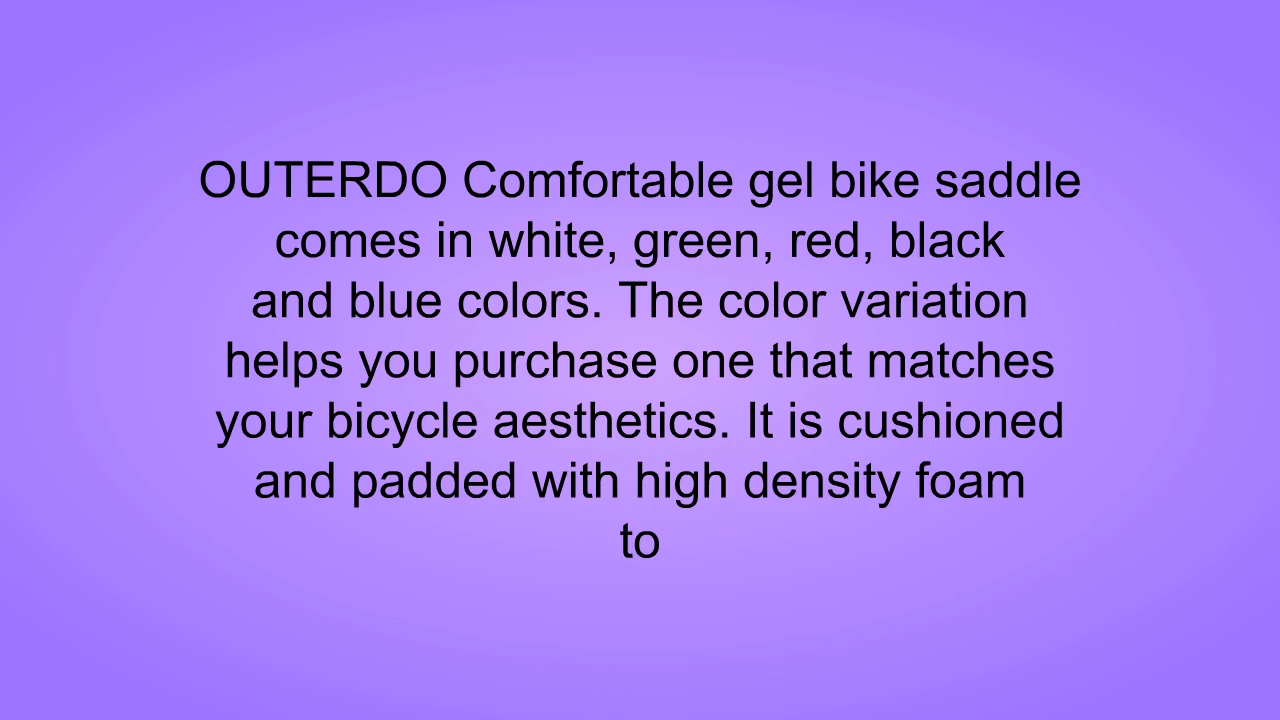 OUTERDO Comfortable gel bike saddle
comes in white, green, red, black
and blue colors. The color variation
helps you purchase one that matches
your bicycle aesthetics. It is cushioned
and padded with high density foam
to